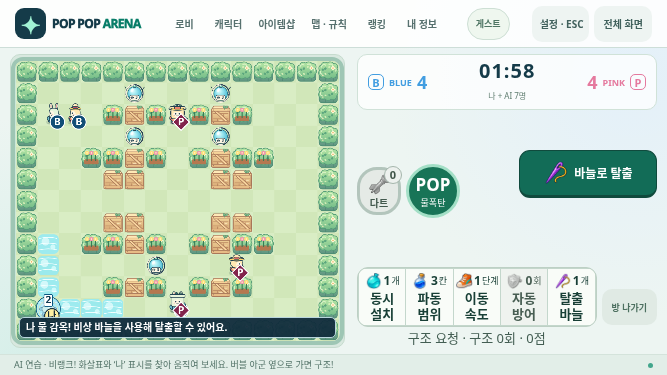 POP POP ARENA
로비 캐릭터 아이템샵 맵 · 규칙 랭킹 내 정보
게스트
설정 · ESC
전체 화면
B BLUE 4
01:58
나 + AI 7명
4 PINK P
B
B
P
0
다트
POP
물폭탄
바늘로 탈출
P
P
2
나 물 감옥! 비상 바늘을 사용해 탈출할 수 있어요.
1개 3칸 1단계 0회 1개
동시 파동 이동 자동 탈출
설치 범위 속도 방어 바늘
방 나가기
구조 요청 · 구조 0회 · 0점
AI 연습 · 비랭크! 화살표와 '나' 표시를 찾아 움직여 보세요. 버블 아군 옆으로 가면 구조!